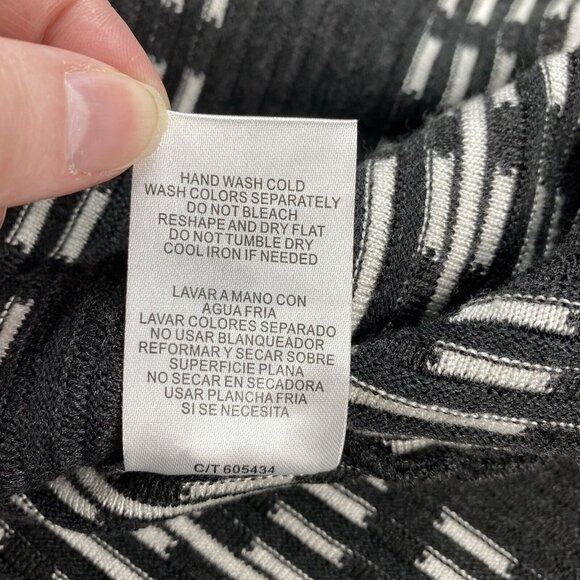 HAND WASH COLD
WASH COLORS SEPARATELY
DO NOT BLEACH
RESHAPE AND DRY FLAT
DO NOT TUMBLE DRY
COOL IRON IF NEEDED
LAVAR A MANO CON
AGUA FRIA
LAVAR COLORES SEPARADO
NO USAR BLANQUEADOR
REFORMAR Y SECAR SOBRE
SUPERFICIE PLANA
NO SECAR EN SECADORA
USAR PLANCHA FRIA
SI SE NECESITA
C/T 605434